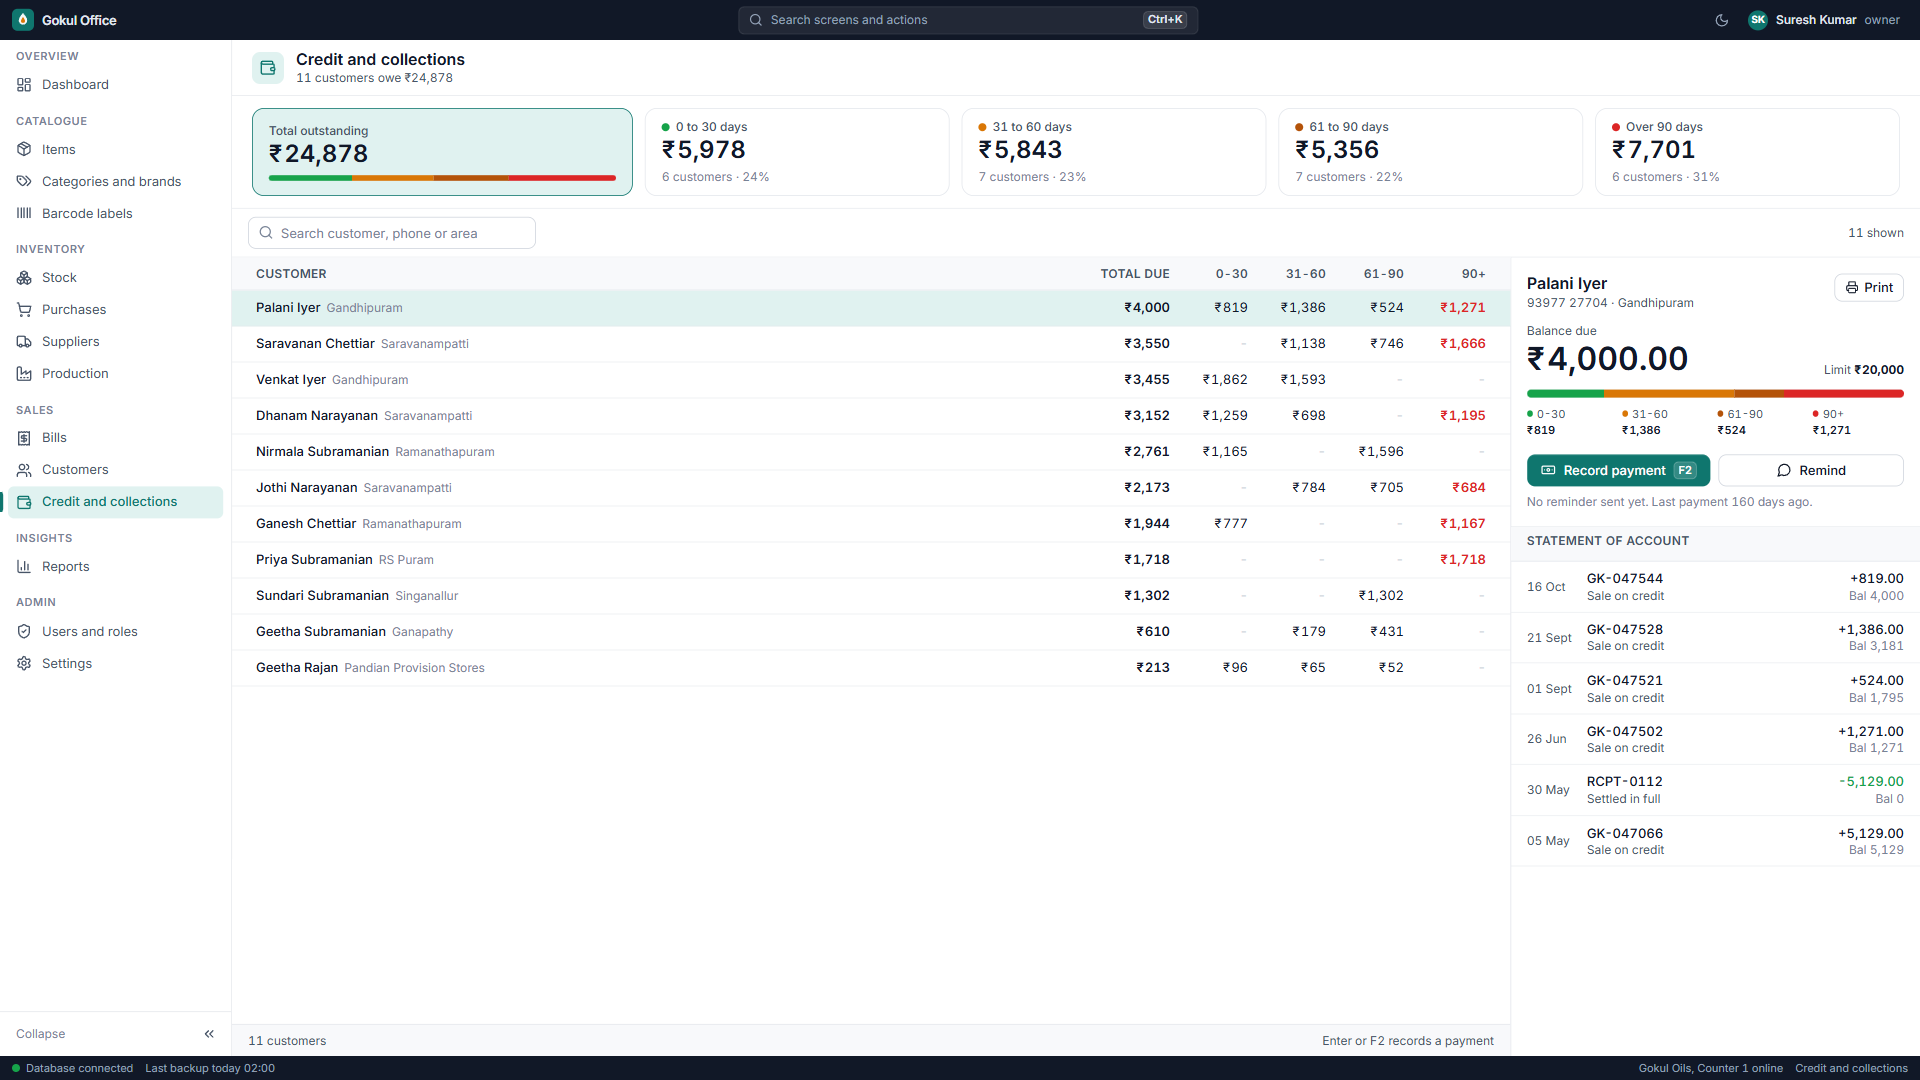 Gokul Office
Search screens and actions
Ctrl+K
SK
Suresh Kumar owner
OVERVIEW
Dashboard
CATALOGUE
Items
Categories and brands
Barcode labels
INVENTORY
Stock
Purchases
Suppliers
Production
SALES
Bills
Customers
Credit and collections
INSIGHTS
Reports
ADMIN
Users and roles
Settings
Collapse
Credit and collections
11 customers owe ₹24,878
Total outstanding
₹24,878
0 to 30 days
₹5,978
6 customers · 24%
31 to 60 days
₹5,843
7 customers · 23%
61 to 90 days
₹5,356
7 customers · 22%
Over 90 days
₹7,701
6 customers · 31%
Search customer, phone or area
11 shown
CUSTOMER TOTAL DUE 0-30 31-60 61-90 90+
Palani Iyer Gandhipuram ₹4,000 ₹819 ₹1,386 ₹524 ₹1,271
Saravanan Chettiar Saravanampatti ₹3,550 - ₹1,138 ₹746 ₹1,666
Venkat Iyer Gandhipuram ₹3,455 ₹1,862 ₹1,593 - -
Dhanam Narayanan Saravanampatti ₹3,152 ₹1,259 ₹698 - ₹1,195
Nirmala Subramanian Ramanathapuram ₹2,761 ₹1,165 - ₹1,596 -
Jothi Narayanan Saravanampatti ₹2,173 - ₹784 ₹705 ₹684
Ganesh Chettiar Ramanathapuram ₹1,944 ₹777 - - ₹1,167
Priya Subramanian RS Puram ₹1,718 - - - ₹1,718
Sundari Subramanian Singanallur ₹1,302 - - ₹1,302 -
Geetha Subramanian Ganapathy ₹610 - ₹179 ₹431 -
Geetha Rajan Pandian Provision Stores ₹213 ₹96 ₹65 ₹52 -
11 customers
Enter or F2 records a payment
Palani Iyer
93977 27704 · Gandhipuram
Print
Balance due
₹4,000.00
Limit ₹20,000
0-30 31-60 61-90 90+
₹819 ₹1,386 ₹524 ₹1,271
Record payment F2
Remind
No reminder sent yet. Last payment 160 days ago.
STATEMENT OF ACCOUNT
16 Oct GK-047544 +819.00
Sale on credit Bal 4,000
21 Sept GK-047528 +1,386.00
Sale on credit Bal 3,181
01 Sept GK-047521 +524.00
Sale on credit Bal 1,795
26 Jun GK-047502 +1,271.00
Sale on credit Bal 1,271
30 May RCPT-0112 -5,129.00
Settled in full Bal 0
05 May GK-047066 +5,129.00
Sale on credit Bal 5,129
Database connected Last backup today 02:00
Gokul Oils, Counter 1 online Credit and collections